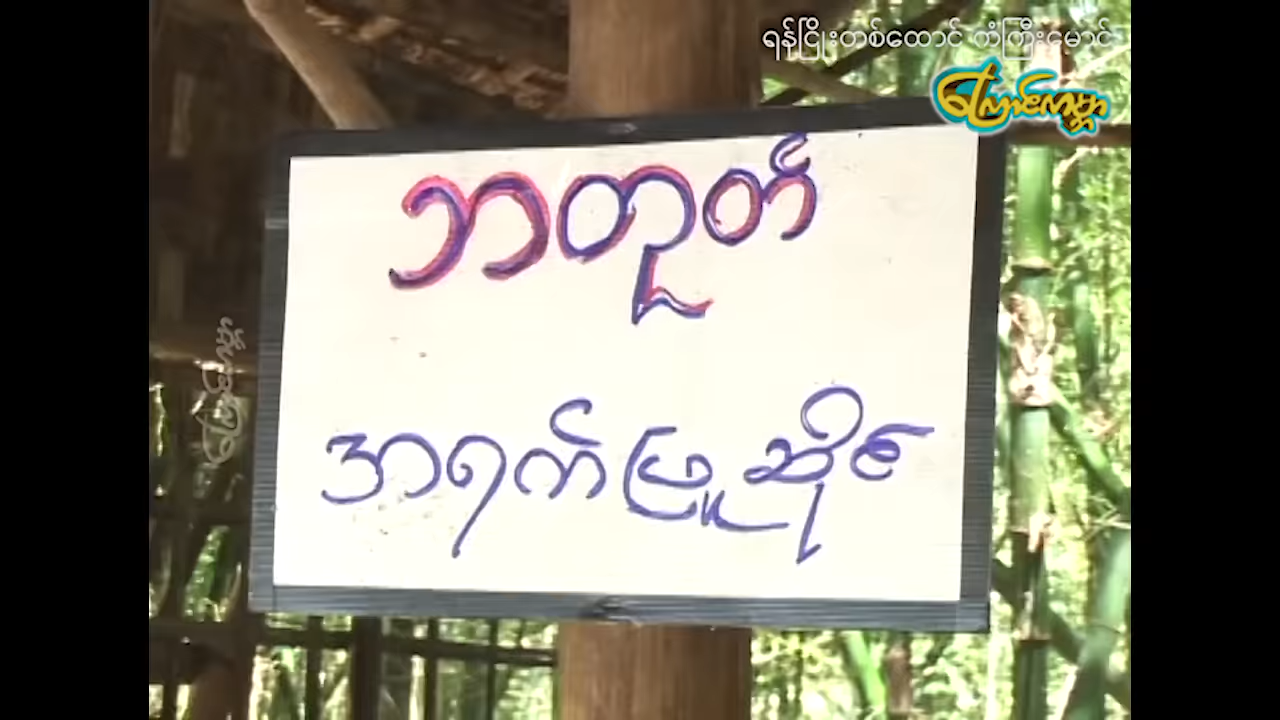 ရန်ငြိုးတစ်ထောင် ကံကြီးမောင်
ဘတုတ်
အရက်ဖြူဆိုင်